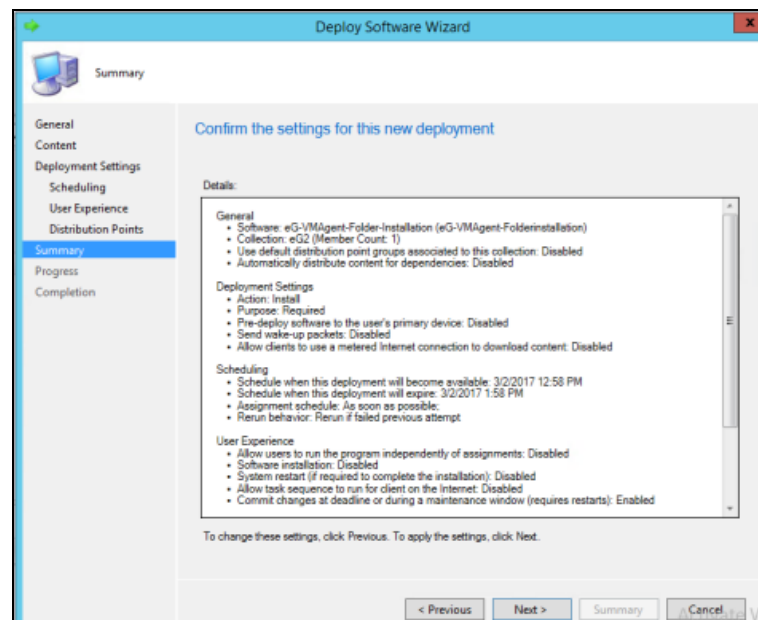 Deploy Software Wizard
x
Summary
General
Content
Deployment Settings
Scheduling
User Experience
Distribution Points
Summary
Progress
Completion
Confirm the settings for this new deployment
Details:
General
• Software: eG-VMAgent-Folder-Installation (eG-VMAgent-Folderinstallation)
• Collection: eG2 (Member Count: 1)
• Use default distribution point groups associated to this collection: Disabled
• Automatically distribute content for dependencies: Disabled
Deployment Settings
• Action: Install
• Purpose: Required
• Pre-deploy software to the user's primary device: Disabled
• Send wake-up packets: Disabled
• Allow clients to use a metered Internet connection to download content: Disabled
Scheduling
• Schedule when this deployment will become available: 3/2/2017 12:58 PM
• Schedule when this deployment will expire: 3/2/2017 1:58 PM
• Assignment schedule: As soon as possible;
• Rerun behavior: Rerun if failed previous attempt
User Experience
• Allow users to run the program independently of assignments: Disabled
• Software installation: Disabled
• System restart (if required to complete the installation): Disabled
• Allow task sequence to run for client on the Internet: Disabled
• Commit changes at deadline or during a maintenance window (requires restarts): Enabled
To change these settings, click Previous. To apply the settings, click Next.
< Previous
Next >
Summary
Cancel